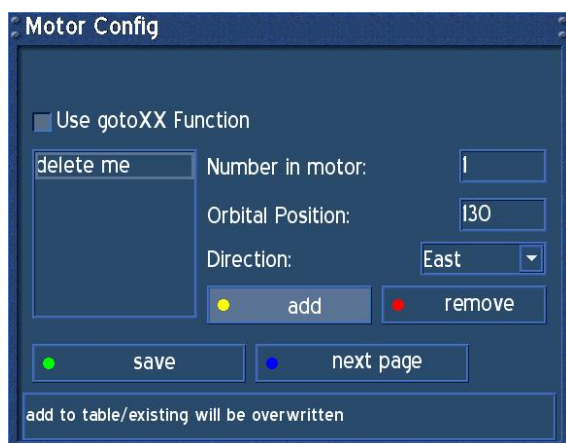 Motor Config
Use gotoXX Function
delete me
Number in motor: 1
Orbital Position: 130
Direction: East
add remove
save next page
add to table/existing will be overwritten